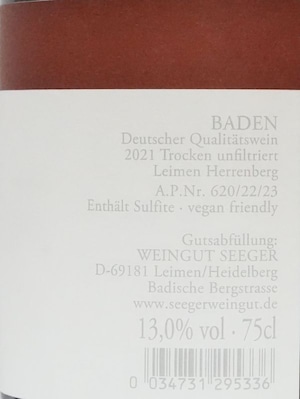 BADEN
Deutscher Qualitätswein
2021 Trocken unfiltriert
Leimen Herrenberg
A.P.Nr. 620/22/23
Enthält Sulfite · vegan friendly
Gutsabfüllung:
WEINGUT SEEGER
D-69181 Leimen/Heidelberg
Badische Bergstrasse
www.seegerweingut.de
13,0% vol · 75cl
0 034731 295336